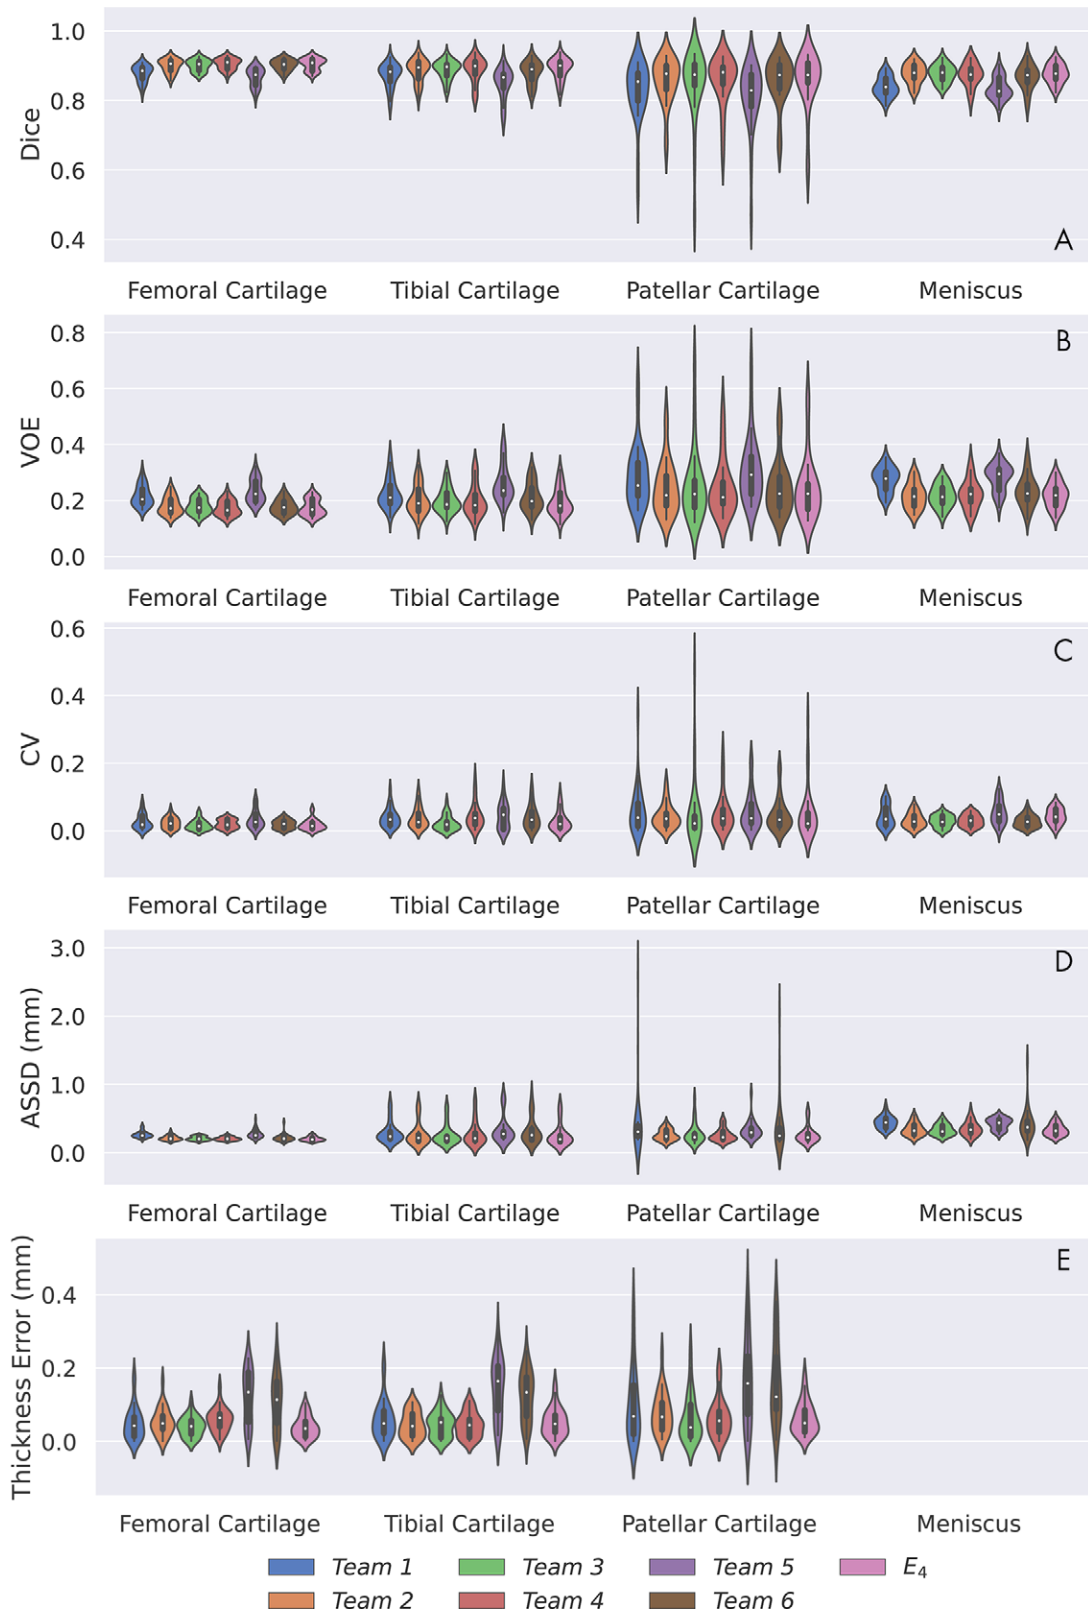 1.0
0.8
0.6
0.4
Dice
A
Femoral Cartilage Tibial Cartilage Patellar Cartilage Meniscus
0.8
0.6
0.4
0.2
0.0
VOE
B
Femoral Cartilage Tibial Cartilage Patellar Cartilage Meniscus
0.6
0.4
0.2
0.0
CV
C
Femoral Cartilage Tibial Cartilage Patellar Cartilage Meniscus
3.0
2.0
1.0
0.0
ASSD (mm)
D
Femoral Cartilage Tibial Cartilage Patellar Cartilage Meniscus
0.4
0.2
0.0
Thickness Error (mm)
E
Femoral Cartilage Tibial Cartilage Patellar Cartilage Meniscus
Team 1 Team 3 Team 5 E₄
Team 2 Team 4 Team 6